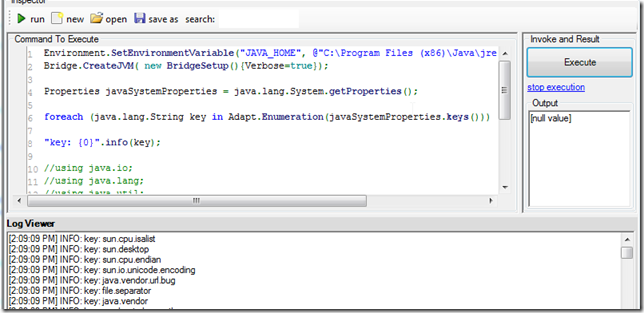 Inspector
run new open save as search:
Command To Execute
1 Environment.SetEnvironmentVariable("JAVA_HOME", @"C:\Program Files (x86)\Java\jre
2 Bridge.CreateJVM( new BridgeSetup(){Verbose=true});
3
4 Properties javaSystemProperties = java.lang.System.getProperties();
5
6 foreach (java.lang.String key in Adapt.Enumeration(javaSystemProperties.keys()))
7
8 "key: {0}".info(key);
9
10 //using java.io;
11 //using java.lang;
12 //using java.util;
Invoke and Result
Execute
stop execution
Output
[null value]
Log Viewer
[2:09:09 PM] INFO: key: sun.cpu.isalist
[2:09:09 PM] INFO: key: sun.desktop
[2:09:09 PM] INFO: key: sun.cpu.endian
[2:09:09 PM] INFO: key: sun.io.unicode.encoding
[2:09:09 PM] INFO: key: java.vendor.url.bug
[2:09:09 PM] INFO: key: file.separator
[2:09:09 PM] INFO: key: java.vendor